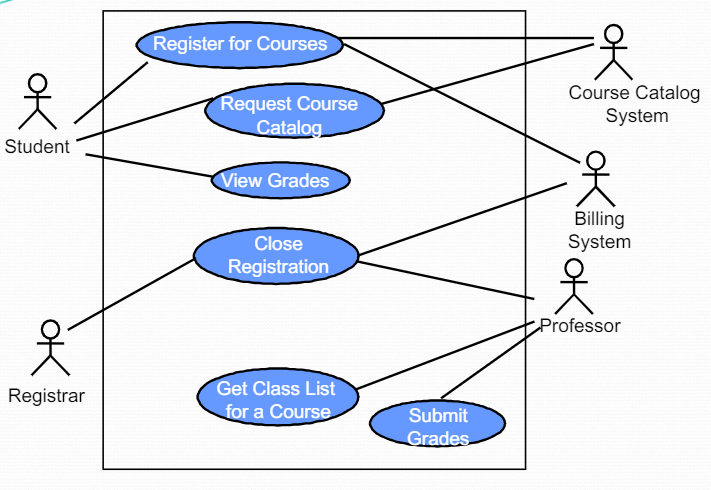 Register for Courses
Request Course
Catalog
View Grades
Close
Registration
Get Class List
for a Course
Submit
Grades
Student
Registrar
Course Catalog
System
Billing
System
Professor